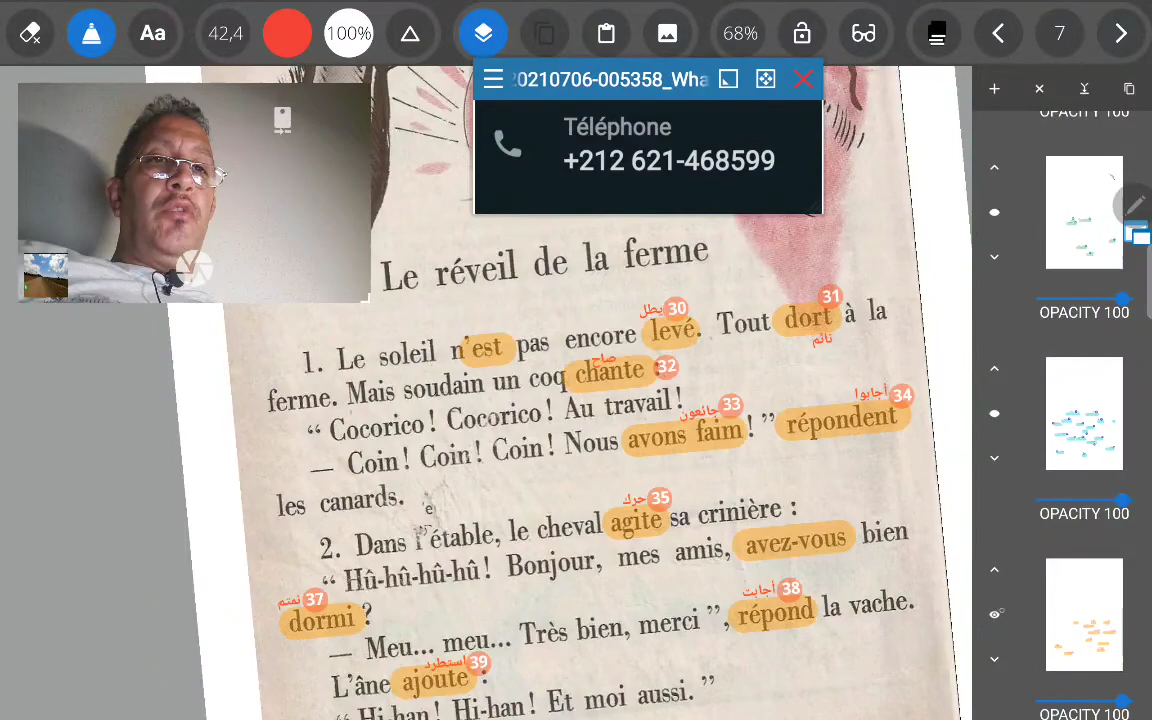 Aa
42,4
100%
68%
7
20210706-005358_Wha
Téléphone
+212 621-468599
OPACITY 100
OPACITY 100
OPACITY 100
OPACITY 100
Le réveil de la ferme
يطل 30
31
1. Le soleil n'est pas encore levé. Tout dort à la
نائم
صاح 32
ferme. Mais soudain un coq chante :
“ Cocorico ! Cocorico ! Au travail !
جائعون 33
أجابوا 34
— Coin ! Coin ! Coin ! Nous avons faim ! ” répondent
les canards.
حرك 35
2. Dans l'étable, le cheval agite sa crinière :
“ Hû-hû-hû-hû ! Bonjour, mes amis, avez-vous bien
نمتم 37
dormi ?
أجابت 38
— Meu... meu... Très bien, merci ”, répond la vache.
استطرد 39
L'âne ajoute :
“ Hi-han ! Hi-han ! Et moi aussi. ”